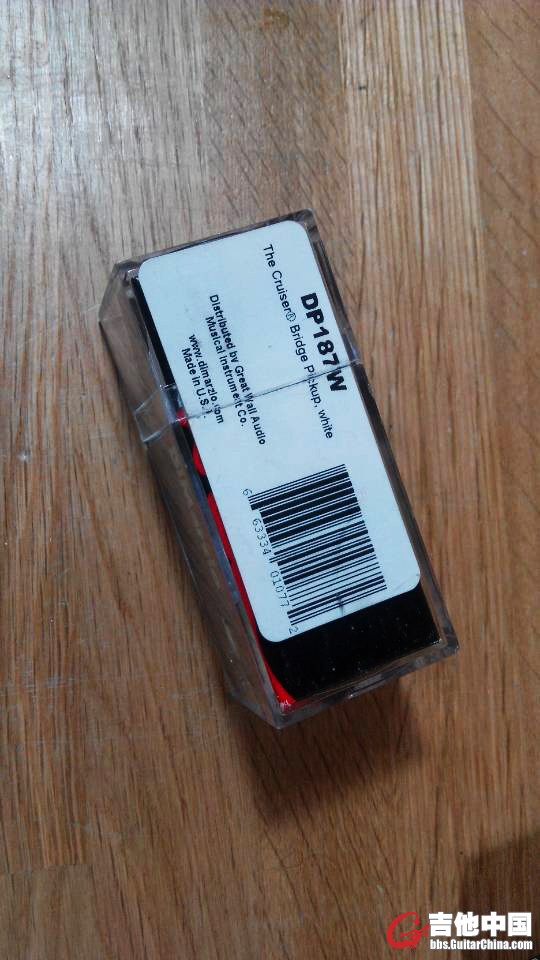 DP187W
The Cruiser® Bridge Pickup, white
Distributed by Great Wall Audio
Musical Instrument Co.
www.dimarzio.com
Made in U.S.A.
6 63334 01077 2
吉他中国
bbs.GuitarChina.com